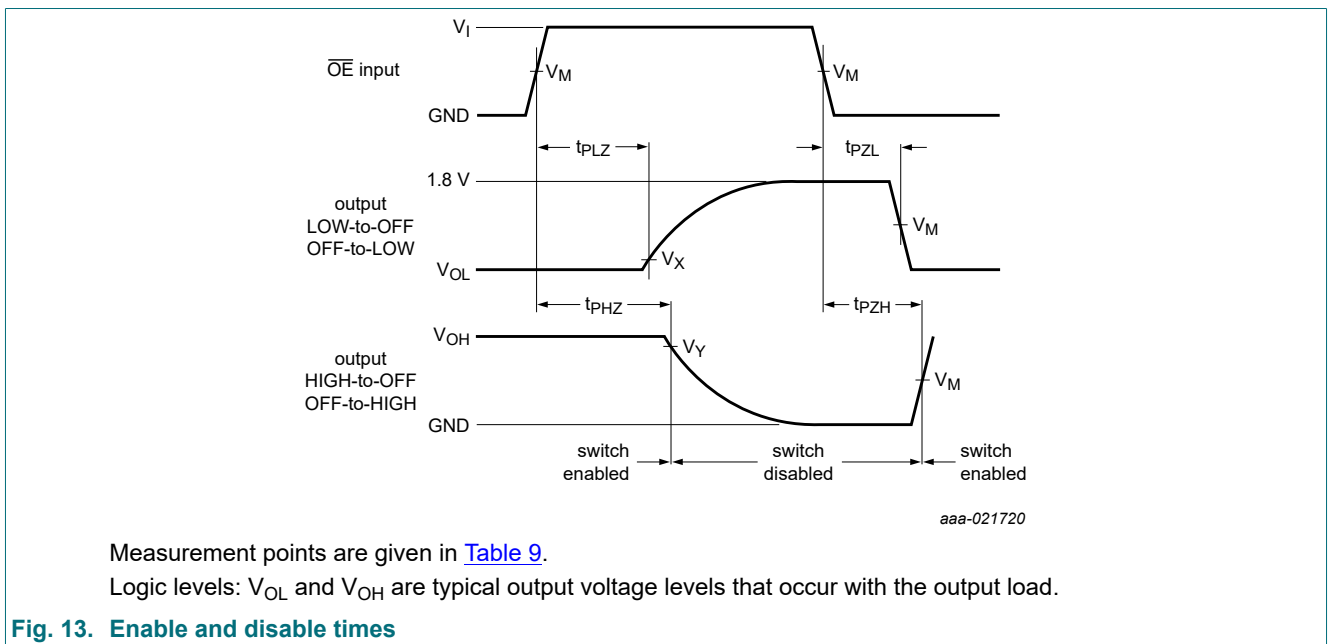 V_I
OE input
V_M
V_M
GND
t_PLZ
t_PZL
1.8 V
output
LOW-to-OFF
OFF-to-LOW
V_M
V_X
V_OL
t_PHZ
t_PZH
V_OH
V_Y
output
HIGH-to-OFF
OFF-to-HIGH
V_M
GND
switch
enabled
switch
disabled
switch
enabled
aaa-021720
Measurement points are given in Table 9.
Logic levels: V_OL and V_OH are typical output voltage levels that occur with the output load.
Fig. 13. Enable and disable times